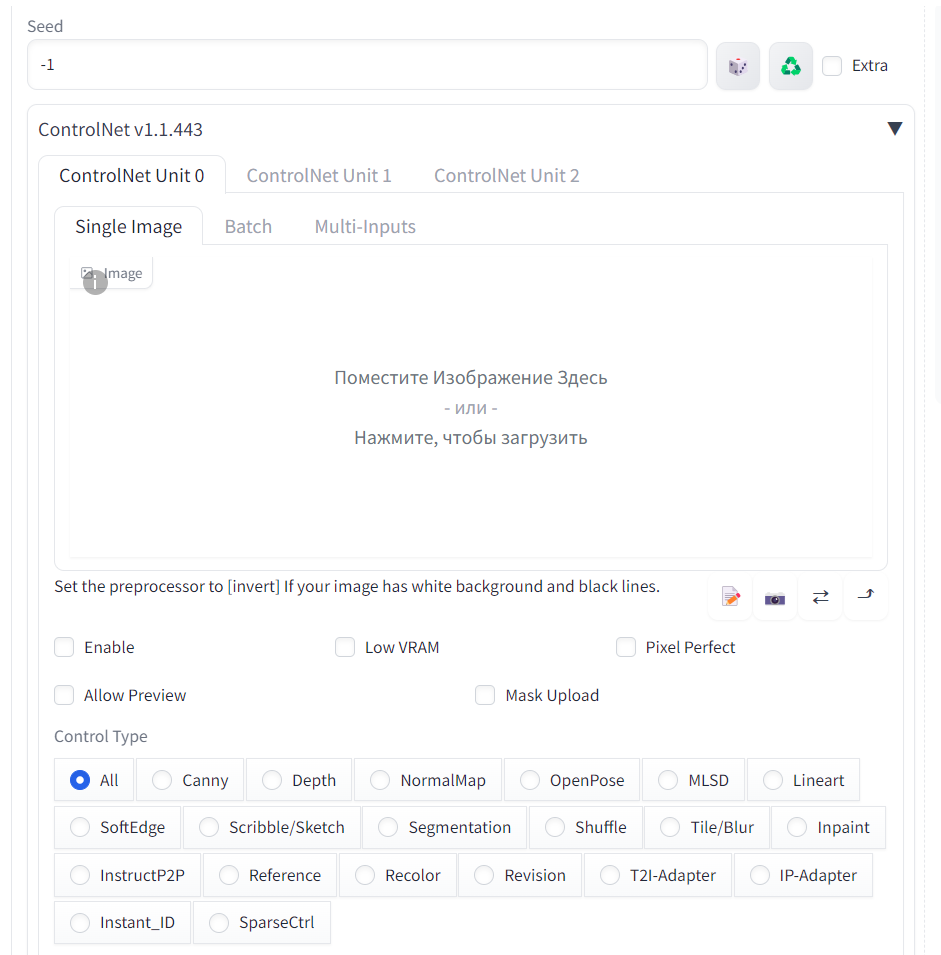 Seed
-1
Extra
ControlNet v1.1.443
ControlNet Unit 0 ControlNet Unit 1 ControlNet Unit 2
Single Image Batch Multi-Inputs
Image
Поместите Изображение Здесь
- или -
Нажмите, чтобы загрузить
Set the preprocessor to [invert] If your image has white background and black lines.
Enable Low VRAM Pixel Perfect
Allow Preview Mask Upload
Control Type
All Canny Depth NormalMap OpenPose MLSD Lineart
SoftEdge Scribble/Sketch Segmentation Shuffle Tile/Blur Inpaint
InstructP2P Reference Recolor Revision T2I-Adapter IP-Adapter
Instant_ID SparseCtrl